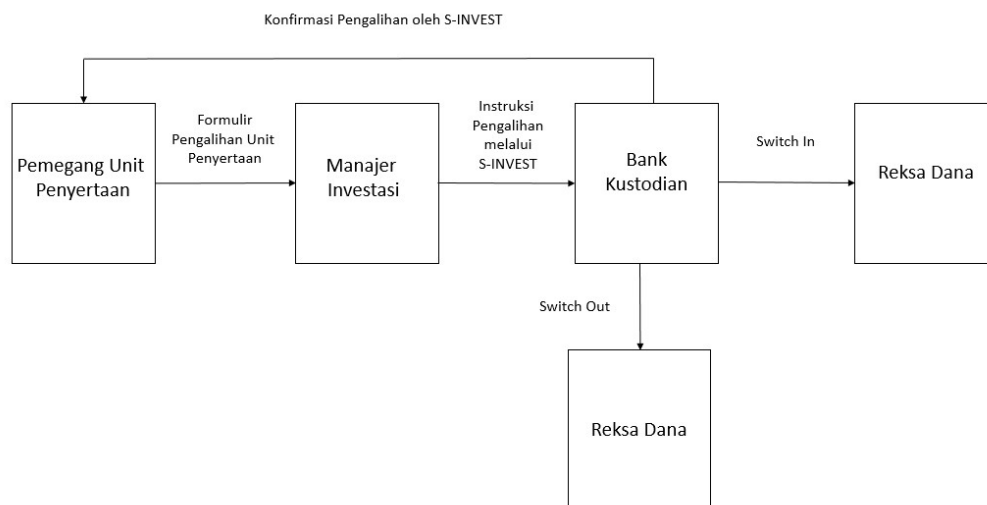 Konfirmasi Pengalihan oleh S-INVEST
Formulir
Pengalihan Unit
Penyertaan
Instruksi
Pengalihan
melalui
S-INVEST
Switch In
Pemegang Unit
Penyertaan
Manajer
Investasi
Bank
Kustodian
Reksa Dana
Switch Out
Reksa Dana